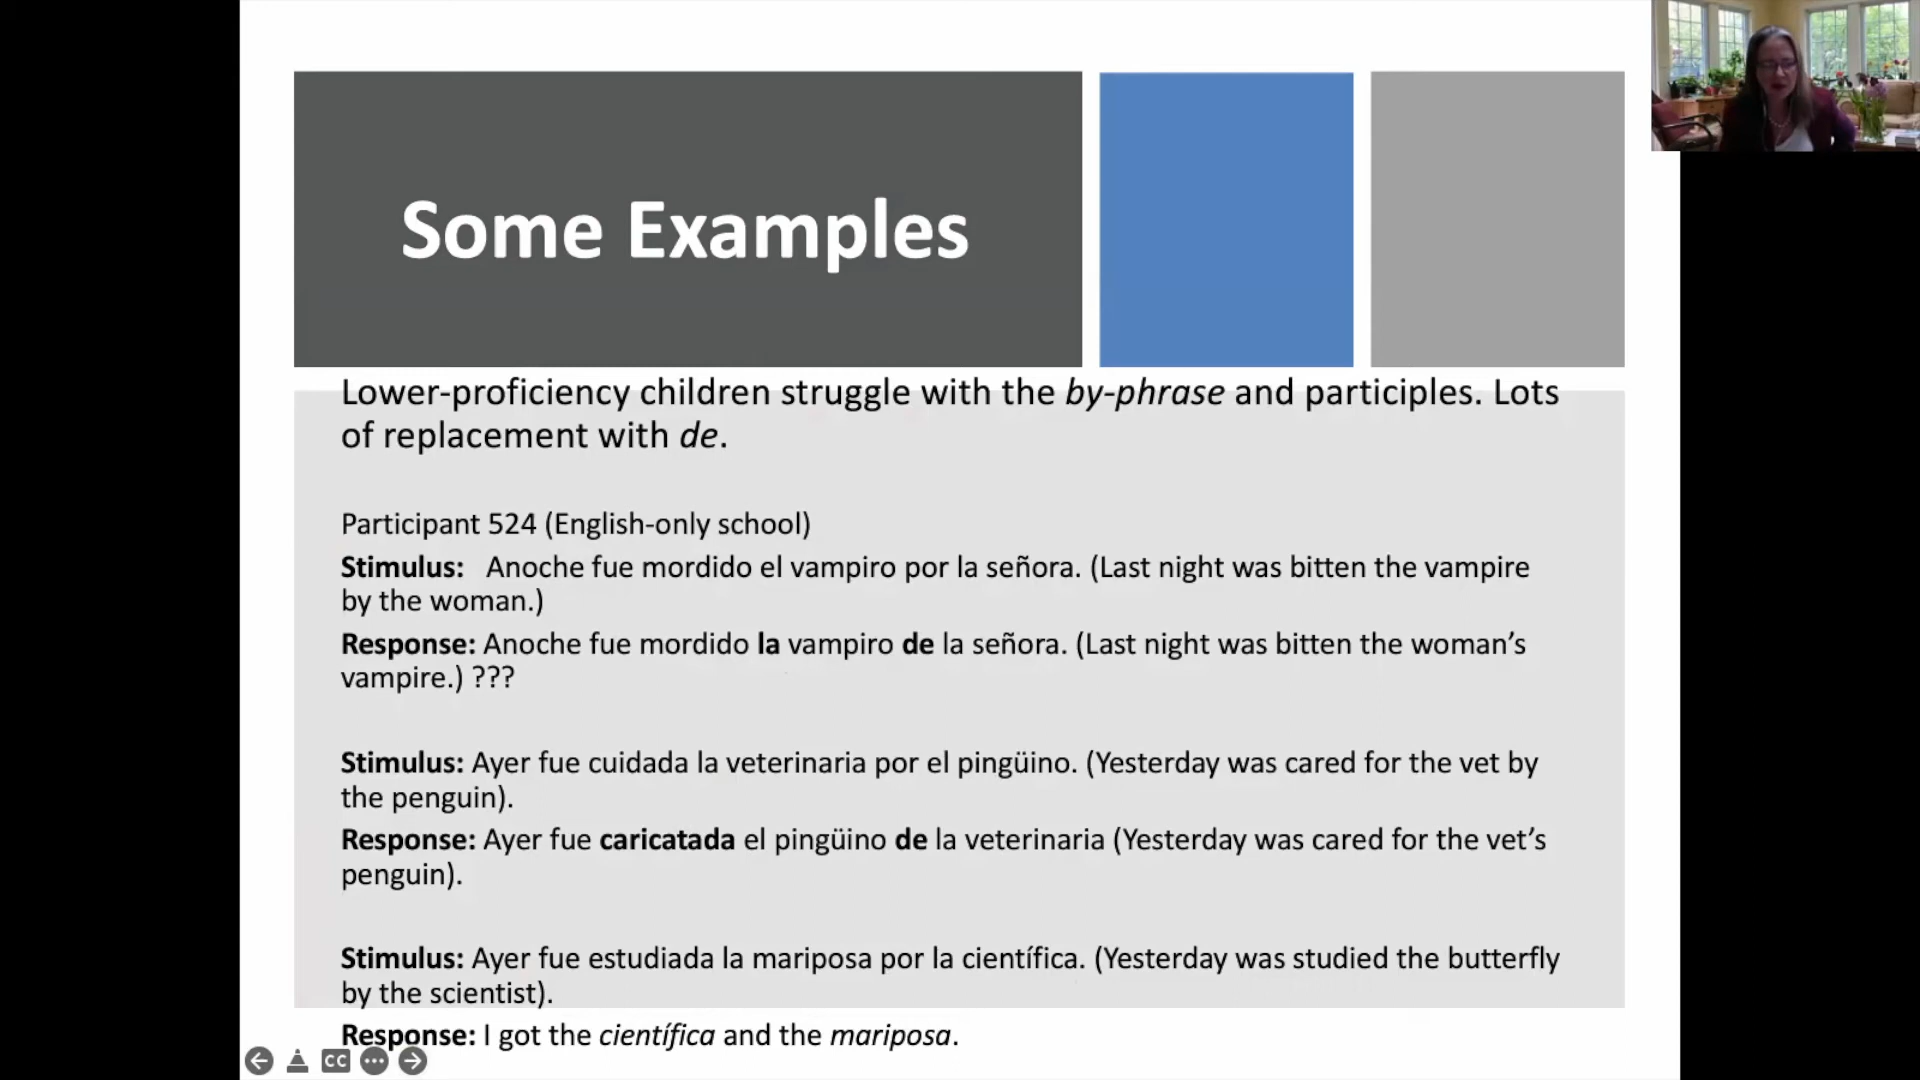 Some Examples
Lower-proficiency children struggle with the by-phrase and participles. Lots
of replacement with de.
Participant 524 (English-only school)
Stimulus: Anoche fue mordido el vampiro por la señora. (Last night was bitten the vampire
by the woman.)
Response: Anoche fue mordido la vampiro de la señora. (Last night was bitten the woman’s
vampire.) ???
Stimulus: Ayer fue cuidada la veterinaria por el pingüino. (Yesterday was cared for the vet by
the penguin).
Response: Ayer fue caricatada el pingüino de la veterinaria (Yesterday was cared for the vet’s
penguin).
Stimulus: Ayer fue estudiada la mariposa por la científica. (Yesterday was studied the butterfly
by the scientist).
Response: I got the científica and the mariposa.
CC